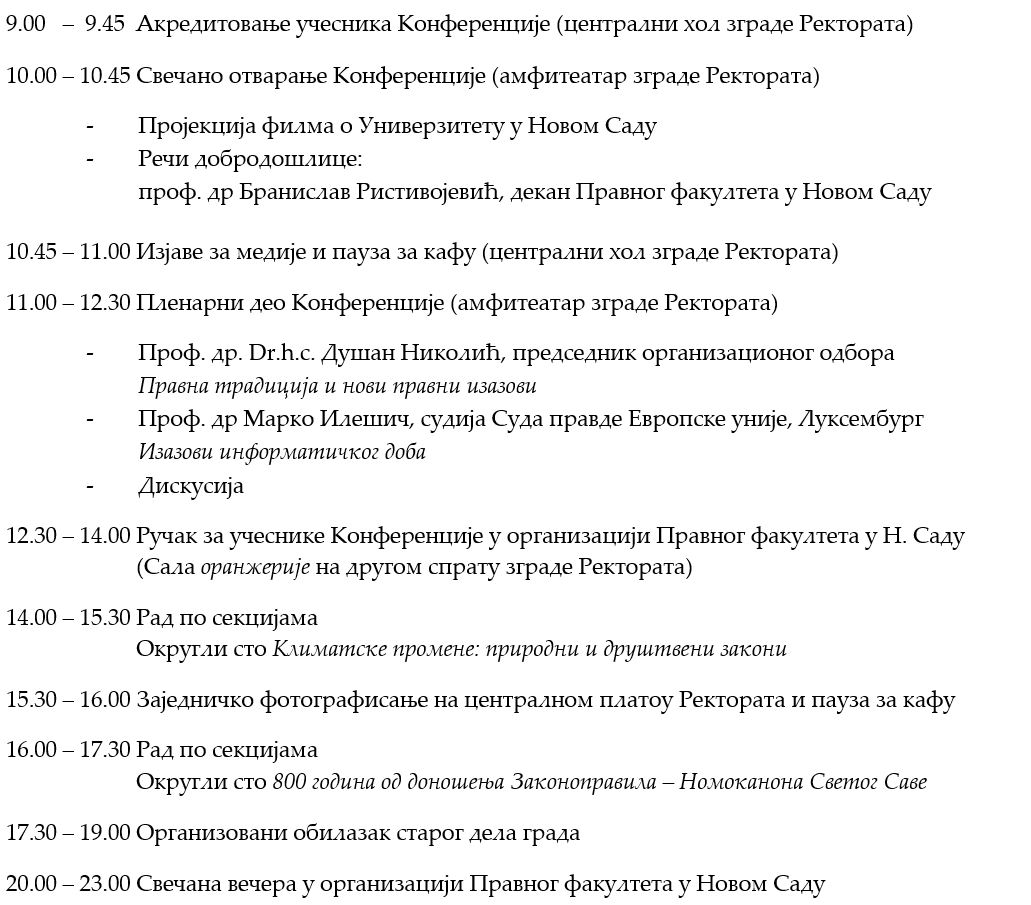 9.00 – 9.45 Акредитовање учесника Конференције (централни хол зграде Ректората)
10.00 – 10.45 Свечано отварање Конференције (амфитеатар зграде Ректората)
- Пројекција филма о Универзитету у Новом Саду
- Речи добродошлице:
проф. др Бранислав Ристивојевић, декан Правног факултета у Новом Саду
10.45 – 11.00 Изјаве за медије и пауза за кафу (централни хол зграде Ректората)
11.00 – 12.30 Пленарни део Конференције (амфитеатар зграде Ректората)
- Проф. др. Dr.h.c. Душан Николић, председник организационог одбора
Правна традиција и нови правни изазови
- Проф. др Марко Илешич, судија Суда правде Европске уније, Луксембург
Изазови информатичког доба
- Дискусија
12.30 – 14.00 Ручак за учеснике Конференције у организацији Правног факултета у Н. Саду
(Сала оранжерије на другом спрату зграде Ректората)
14.00 – 15.30 Рад по секцијама
Округли сто Климатске промене: природни и друштвени закони
15.30 – 16.00 Заједничко фотографисање на централном платоу Ректората и пауза за кафу
16.00 – 17.30 Рад по секцијама
Округли сто 800 година од доношења Законоправила – Номоканона Светог Саве
17.30 – 19.00 Организовани обилазак старог дела града
20.00 – 23.00 Свечана вечера у организацији Правног факултета у Новом Саду